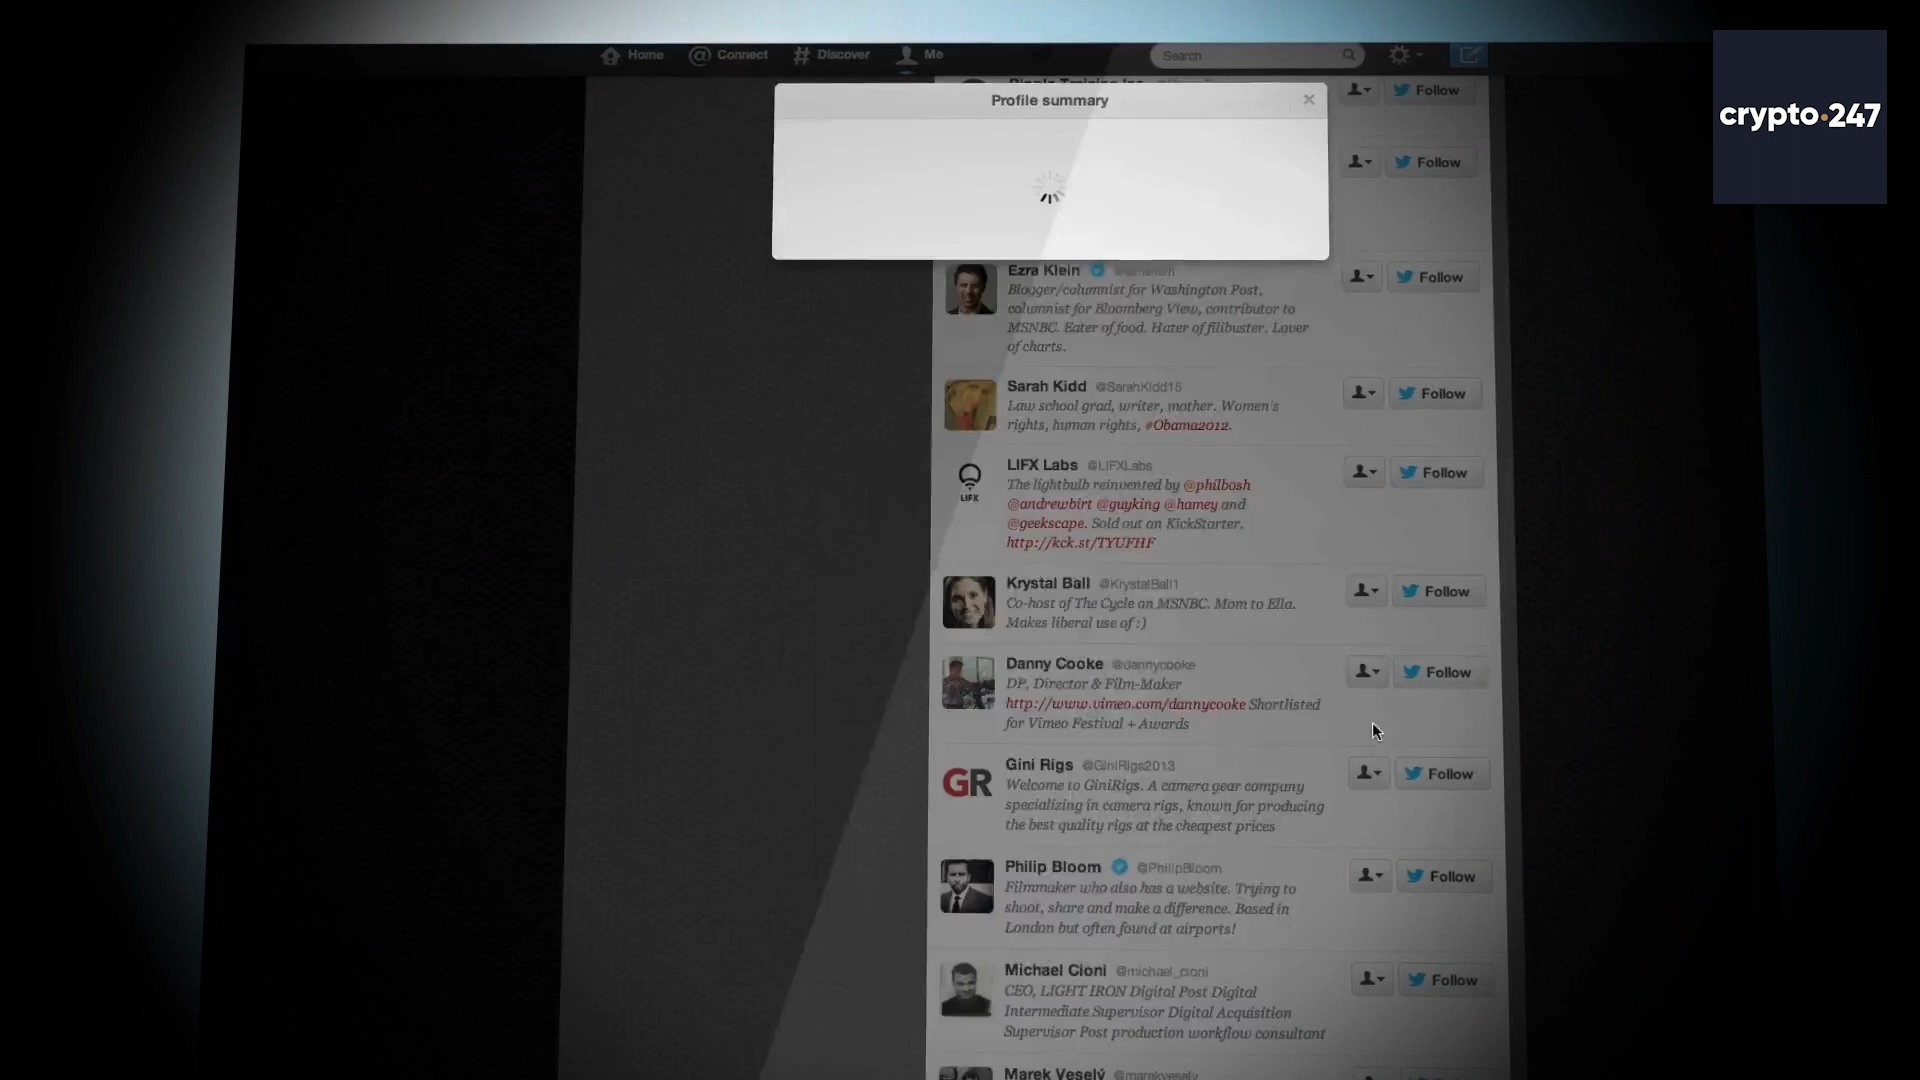 Home
Connect
Discover
Me
Search
crypto·247
Profile summary
Follow
Follow
Ezra Klein
Follow
Blogger/columnist for Washington Post,
columnist for Bloomberg View, contributor to
MSNBC. Eater of food. Hater of filibuster. Lover
of charts.
Sarah Kidd @SarahKidd15
Follow
Law school grad, writer, mother. Women's
rights, human rights, #Obama2012.
LIFX Labs @LIFXLabs
Follow
LIFX
The lightbulb reinvented by @philbosh
@andrewbirt @guyking @hamey and
@geekscape. Sold out on KickStarter.
http://kck.st/TYUFHF
Krystal Ball @KrystalBall1
Follow
Co-host of The Cycle on MSNBC. Mom to Ella.
Makes liberal use of :)
Danny Cooke @dannycooke
Follow
DP, Director & Film-Maker
http://www.vimeo.com/dannycooke Shortlisted
for Vimeo Festival + Awards
Gini Rigs @GiniRigs2013
Follow
GR
Welcome to GiniRigs. A camera gear company
specializing in camera rigs, known for producing
the best quality rigs at the cheapest prices
Philip Bloom @PhilipBloom
Follow
Filmmaker who also has a website. Trying to
shoot, share and make a difference. Based in
London but often found at airports!
Michael Cioni @michael_cioni
Follow
CEO, LIGHT IRON Digital Post Digital
Intermediate Supervisor Digital Acquisition
Supervisor Post production workflow consultant
Marek Veselý @marekvesely